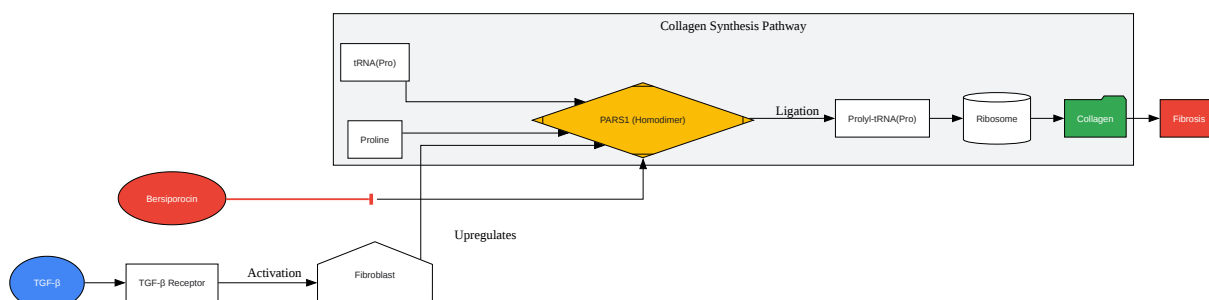 Collagen Synthesis Pathway
tRNA(Pro)
Proline
PARS1 (Homodimer)
Ligation
Prolyl-tRNA(Pro)
Ribosome
Collagen
Fibrosis
Bersiporocin
Upregulates
TGF-β
TGF-β Receptor
Activation
Fibroblast